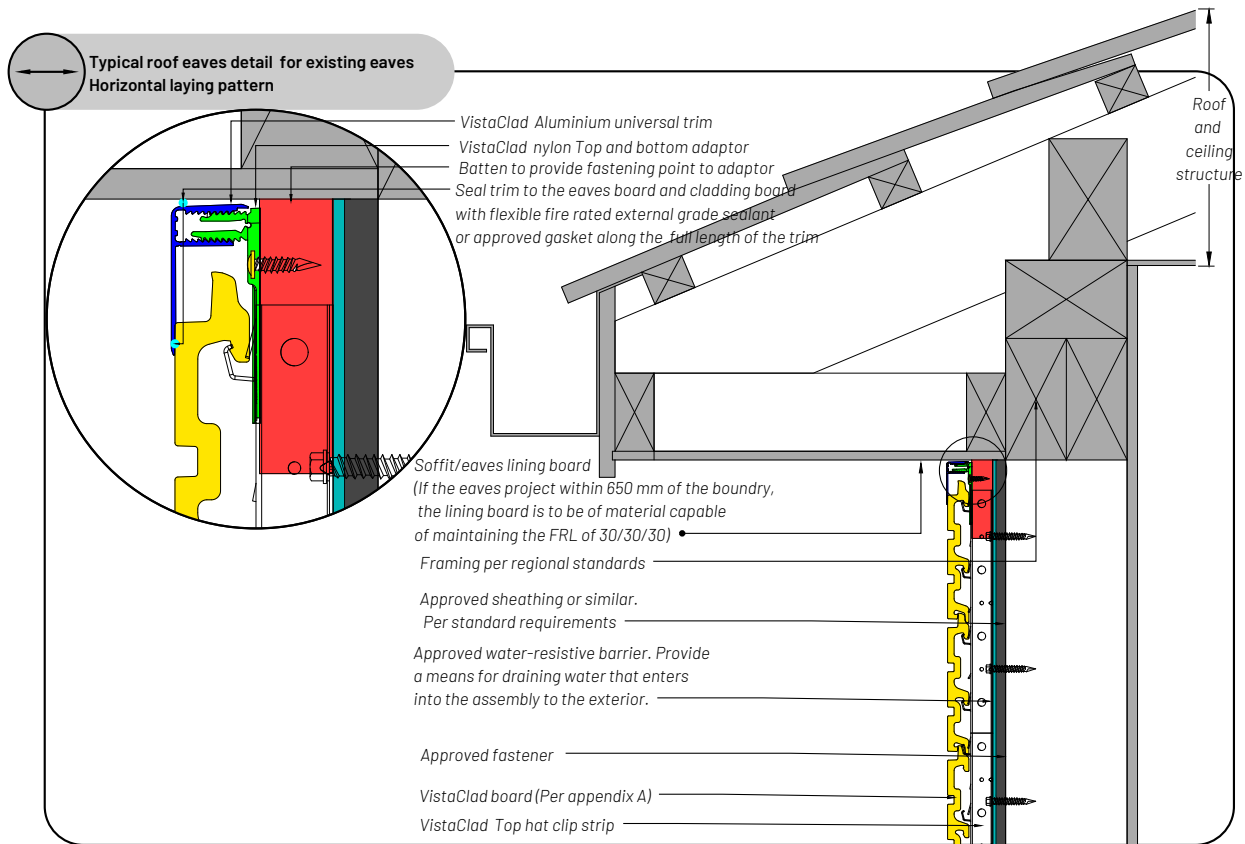 Typical roof eaves detail for existing eaves
Horizontal laying pattern
VistaClad Aluminium universal trim
VistaClad nylon Top and bottom adaptor
Batten to provide fastening point to adaptor
Seal trim to the eaves board and cladding board
with flexible fire rated external grade sealant
or approved gasket along the full length of the trim
Roof
and
ceiling
structure
Soffit/eaves lining board
(If the eaves project within 650 mm of the boundry,
the lining board is to be of material capable
of maintaining the FRL of 30/30/30)
Framing per regional standards
Approved sheathing or similar.
Per standard requirements
Approved water-resistive barrier. Provide
a means for draining water that enters
into the assembly to the exterior.
Approved fastener
VistaClad board (Per appendix A)
VistaClad Top hat clip strip